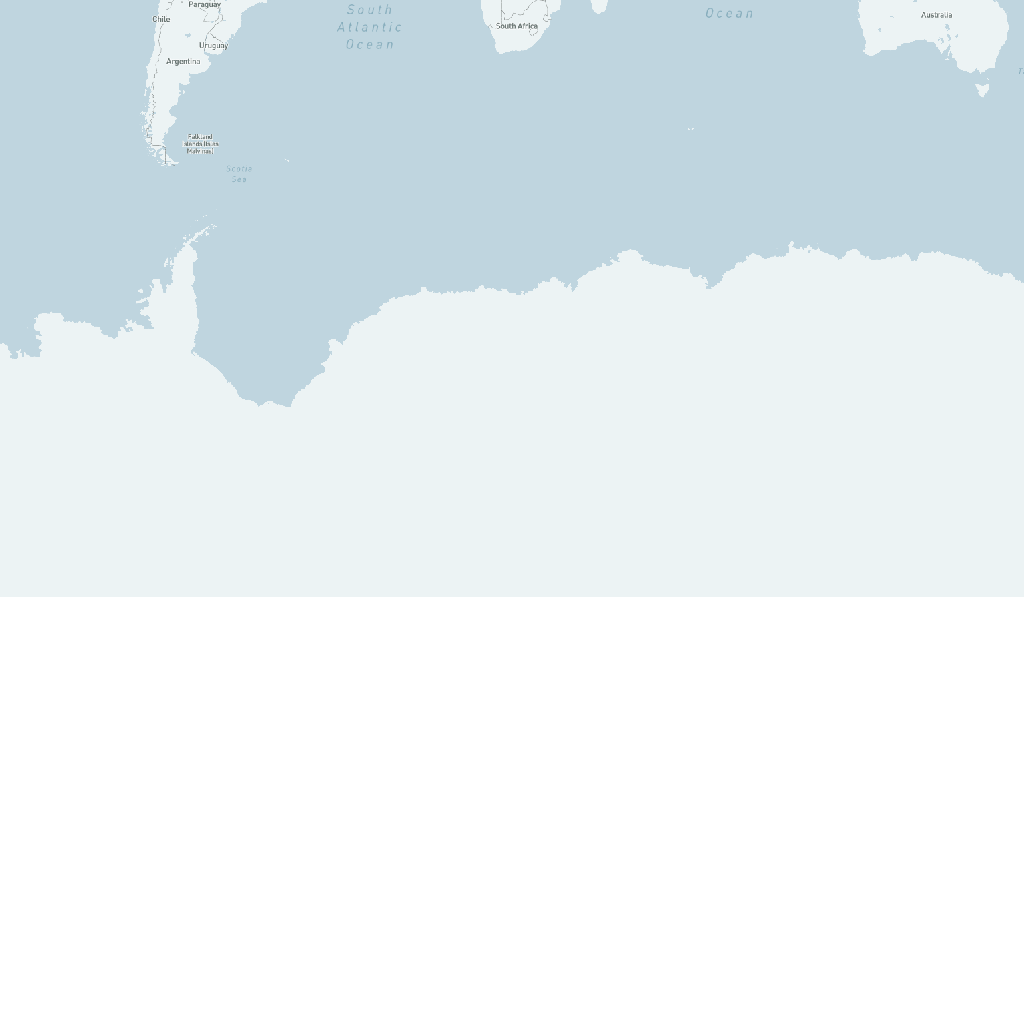 Paraguay
South
Atlantic
Ocean
Ocean
Chile
South Africa
Australia
Uruguay
Argentina
Falkland
Islands (Islas
Malvinas)
Scotia
Sea